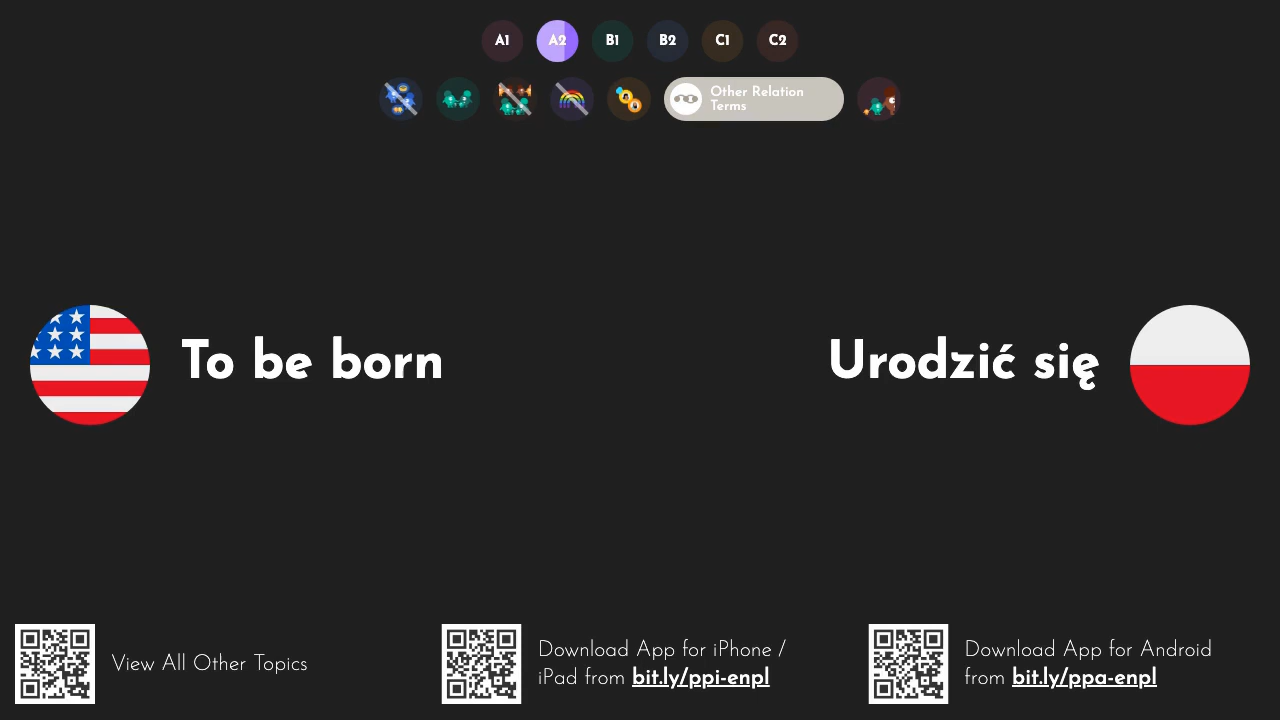 A1 A2 B1 B2 C1 C2
Other Relation
Terms
To be born
Urodzić się
View All Other Topics
Download App for iPhone /
iPad from bit.ly/ppi-enpl
Download App for Android
from bit.ly/ppa-enpl